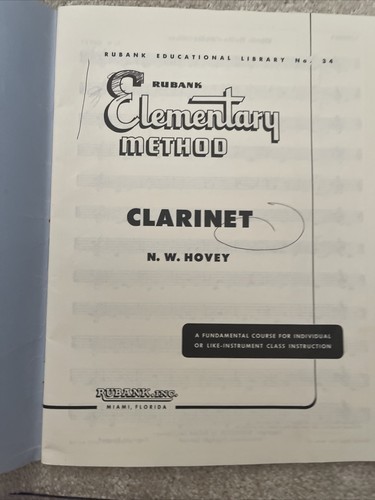 RUBANK EDUCATIONAL LIBRARY No. 34
RUBANK
Elementary
METHOD
CLARINET
N. W. HOVEY
A FUNDAMENTAL COURSE FOR INDIVIDUAL
OR LIKE-INSTRUMENT CLASS INSTRUCTION
RUBANK, INC.
MIAMI, FLORIDA